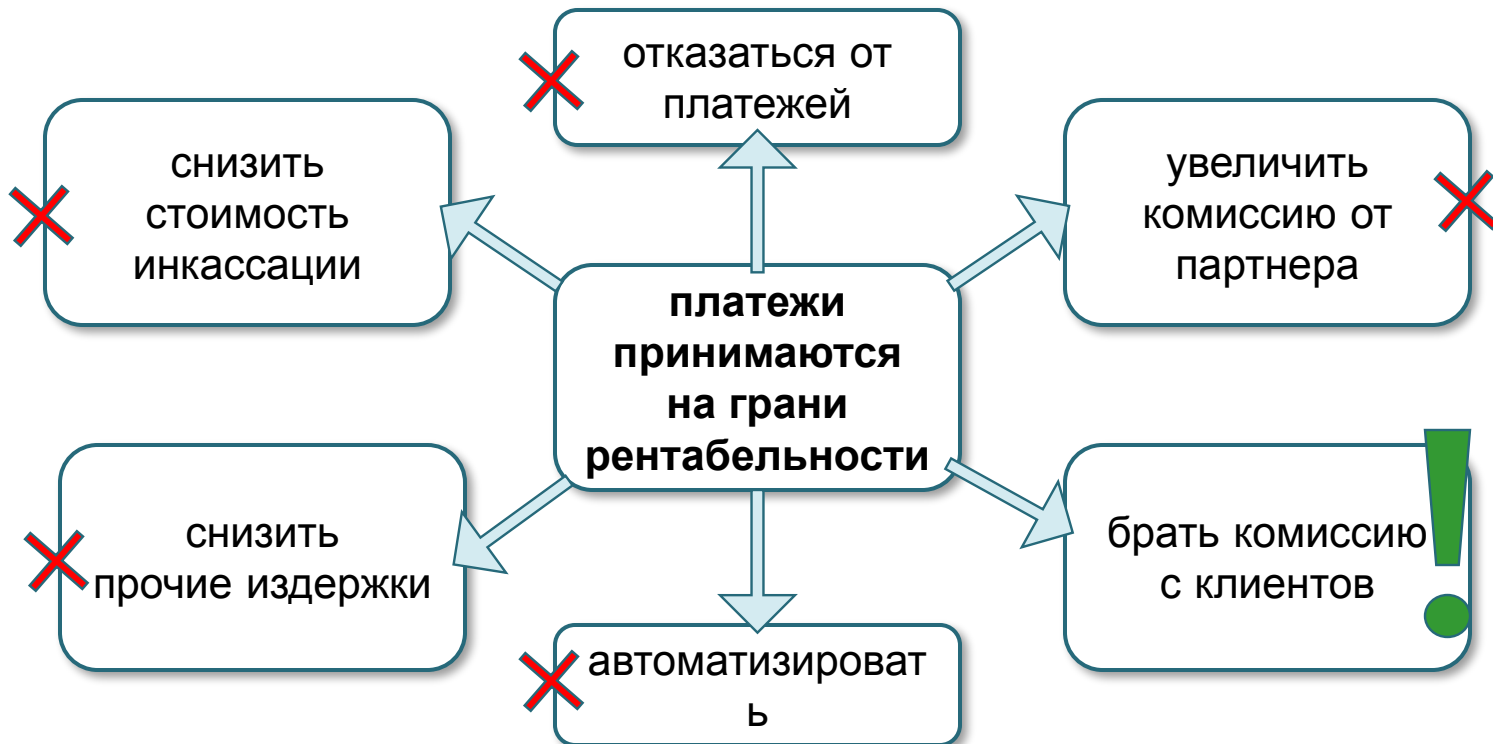 отказаться от
платежей
снизить
стоимость
инкассации
увеличить
комиссию от
партнера
платежи
принимаются
на грани
рентабельности
снизить
прочие издержки
брать комиссию
с клиентов
!
автоматизироват
ь